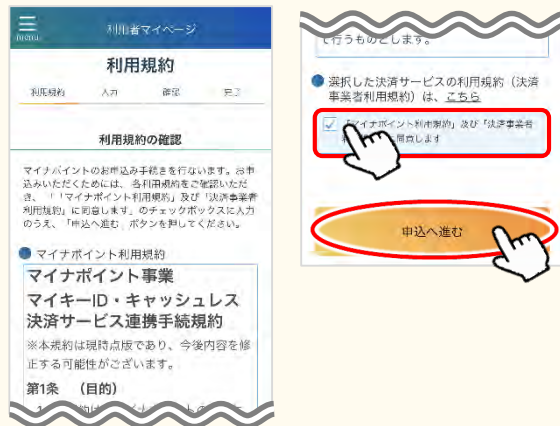 menu
利用者マイページ
利用規約
利用規約 入力 確認 完了
利用規約の確認
マイナポイントのお申込み手続きを行ないます。お申
込みいただくためには、各利用規約をご確認いただ
き、「「マイナポイント利用規約」及び「決済事業者
利用規約」に同意します」のチェックボックスに入力
のうえ、「申込へ進む」ボタンを押してください。
マイナポイント利用規約
マイナポイント事業
マイキーID・キャッシュレス
決済サービス連携手続規約
※本規約は現時点版であり、今後内容を修
正する可能性がございます。
第1条 （目的）
て行うものとします。
選択した決済サービスの利用規約（決済
事業者利用規約）は、こちら
「マイナポイント利用規約」及び「決済事業者
同意します
申込へ進む